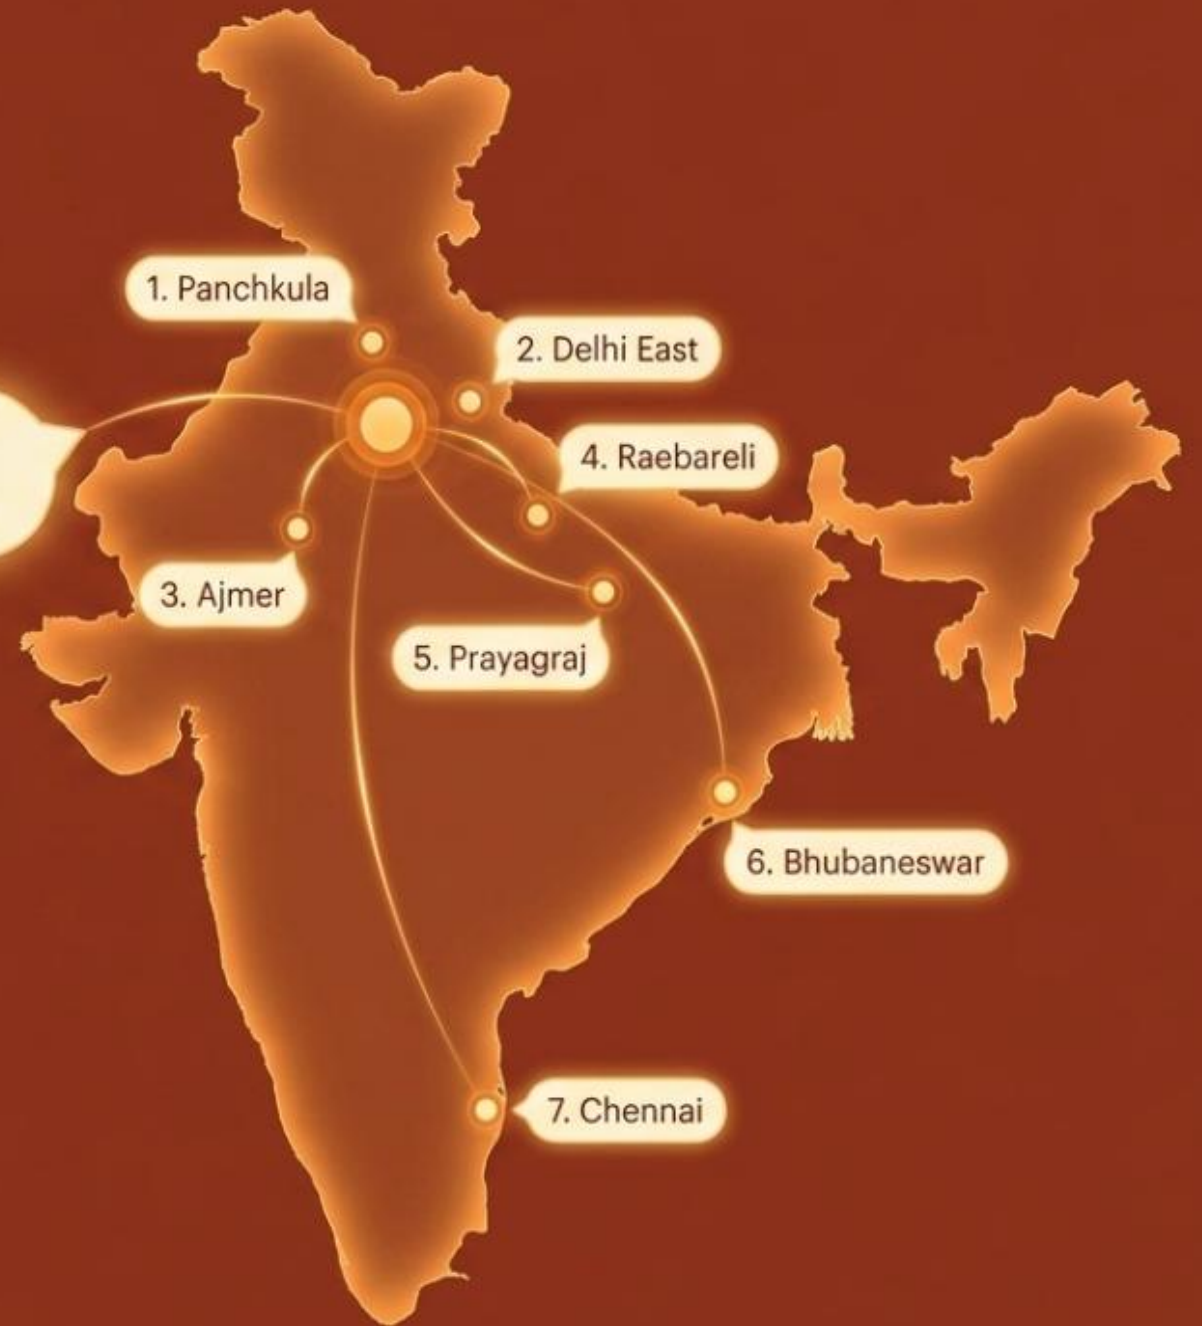 1. Panchkula
2. Delhi East
4. Raebareli
3. Ajmer
5. Prayagraj
6. Bhubaneswar
7. Chennai